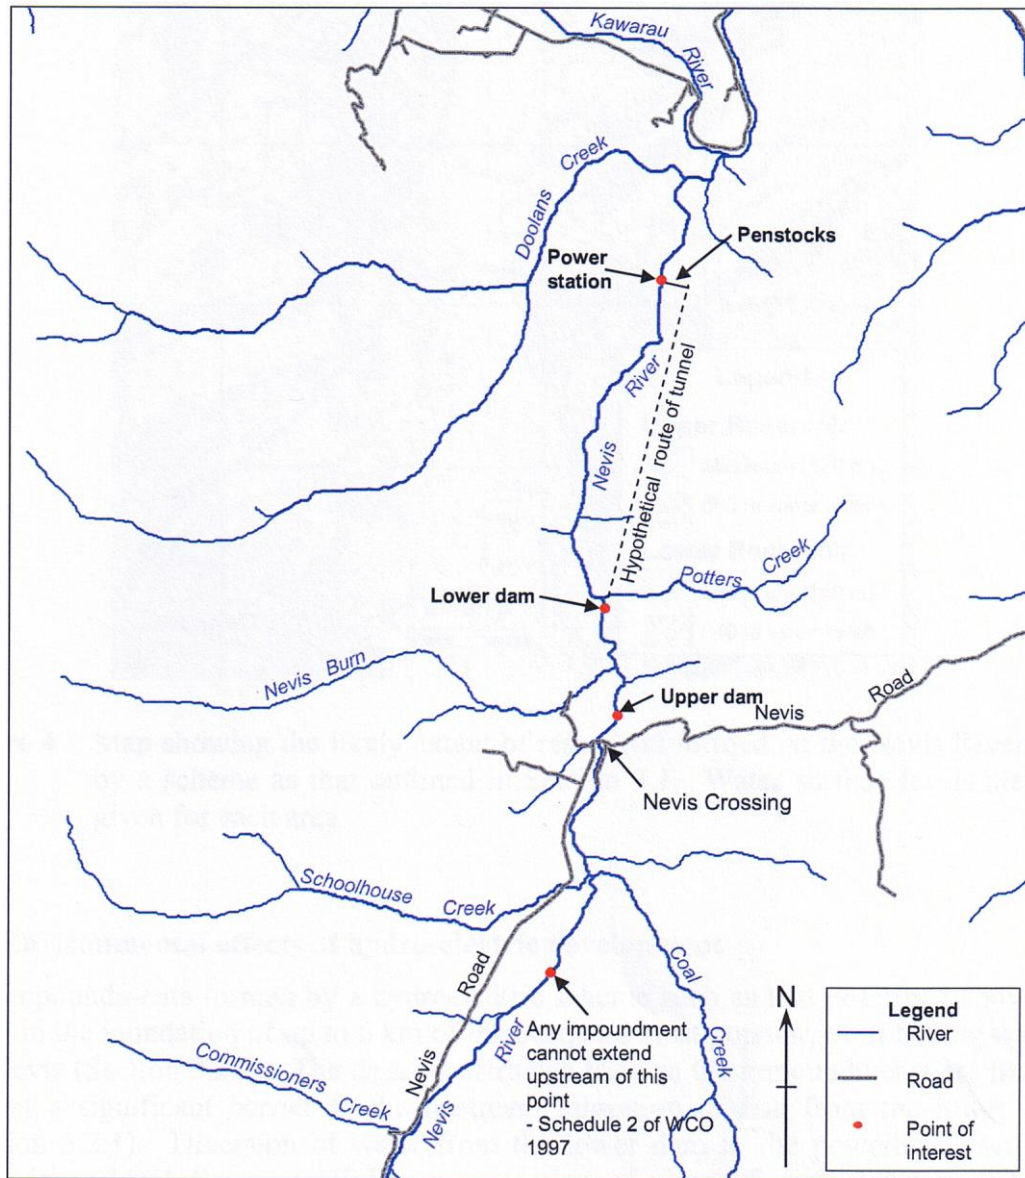 Kawarau
River
Doolans
Creek
Penstocks
Power
station
River
Nevis
Hypothetical route of tunnel
Potters
Creek
Lower dam
Nevis
Burn
Upper dam
Nevis
Road
Nevis Crossing
Schoolhouse
Creek
Road
Coal
Creek
River
Any impoundment
cannot extend
upstream of this
point
- Schedule 2 of WCO
1997
Commissioners
Creek
Nevis
Nevis
N
Legend
River
Road
Point of
interest